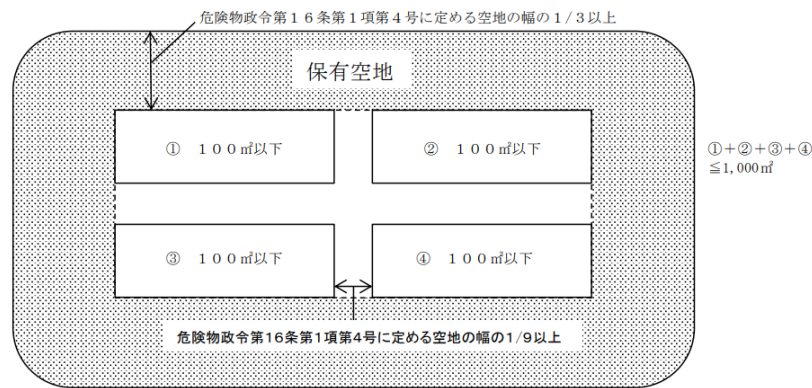 危険物政令第１６条第１項第４号に定める空地の幅の１/３以上
保有空地
① １００㎡以下
② １００㎡以下
①＋②＋③＋④
≦1,000㎡
③ １００㎡以下
④ １００㎡以下
危険物政令第16条第1項第4号に定める空地の幅の1/9以上